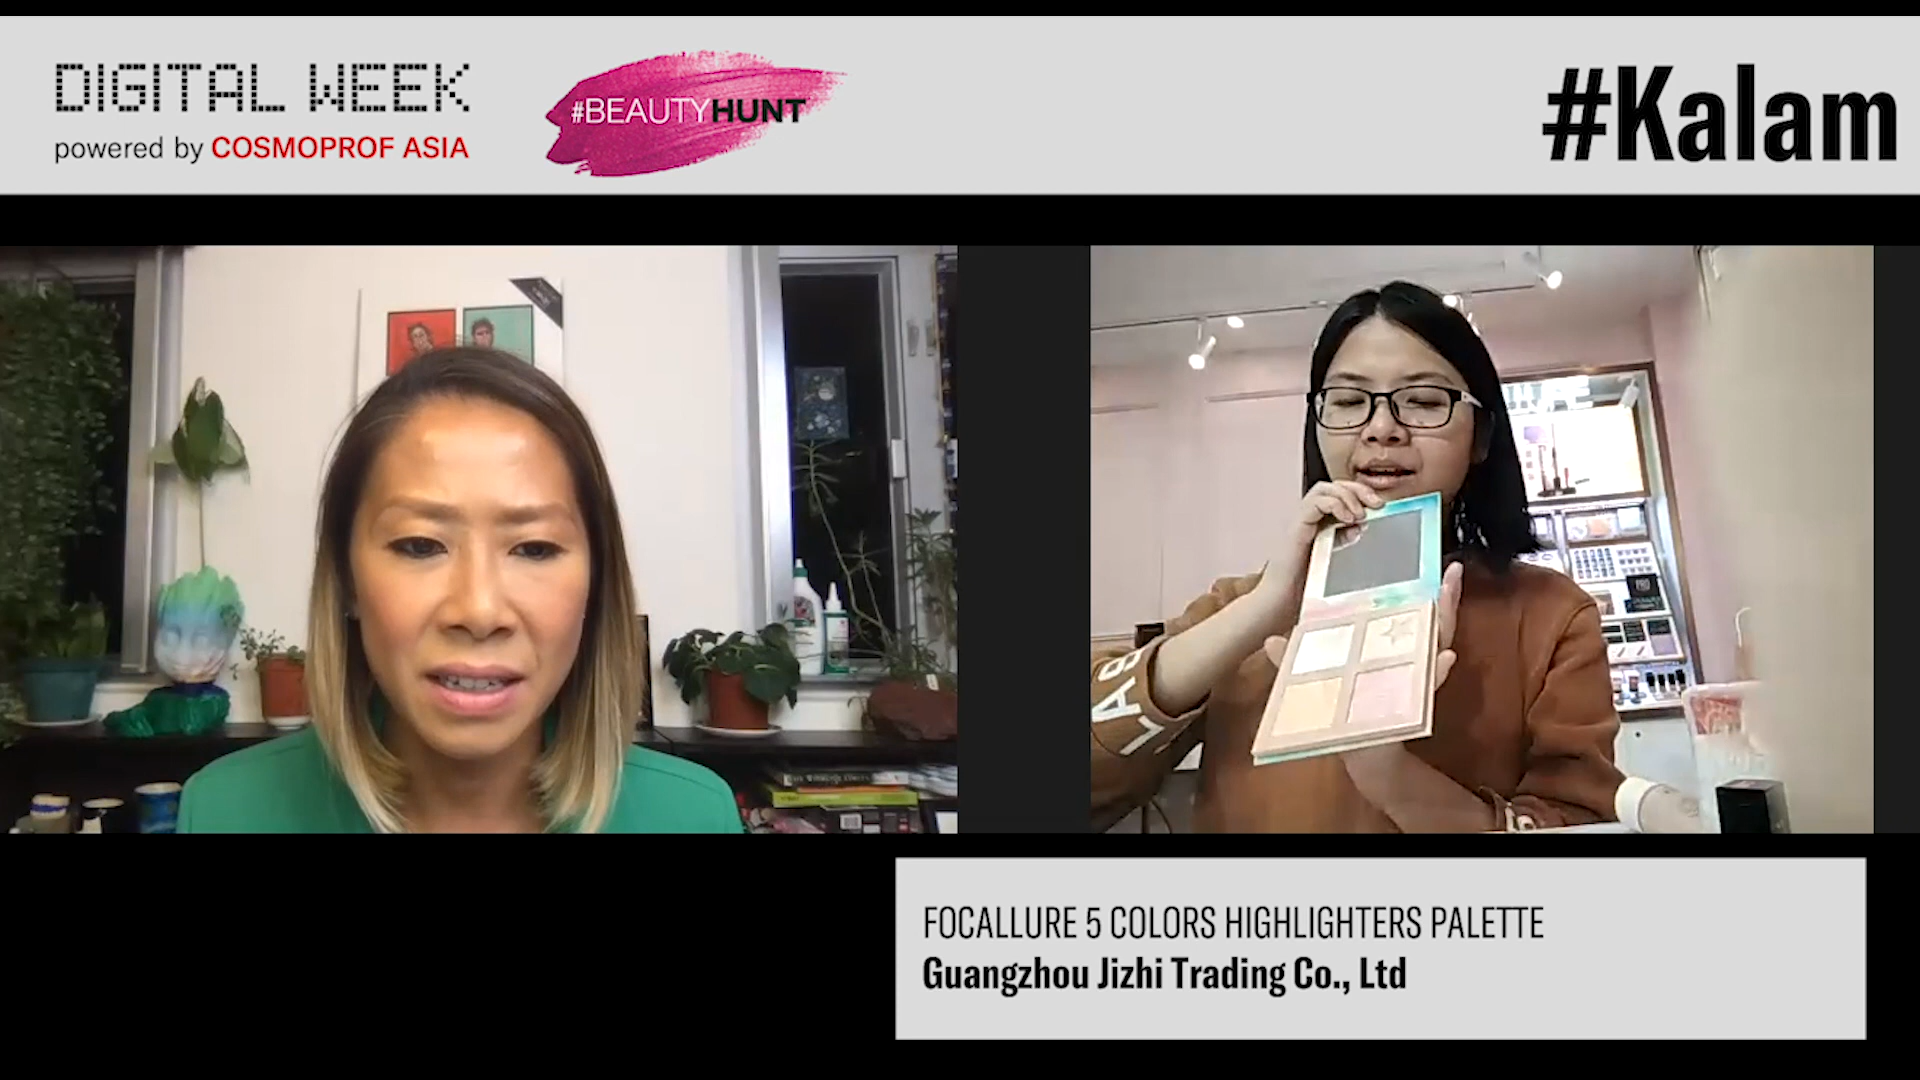 DIGITAL WEEK
powered by COSMOPROF ASIA
#BEAUTYHUNT
#Kalam
FOCALLURE 5 COLORS HIGHLIGHTERS PALETTE
Guangzhou Jizhi Trading Co., Ltd